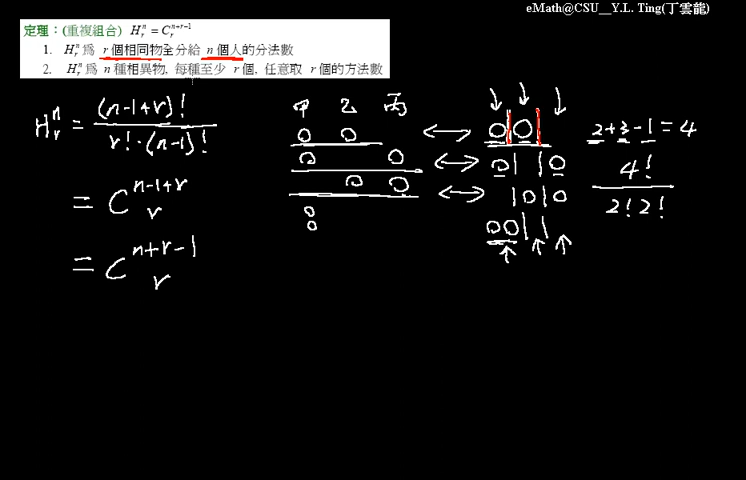 eMath@CSU__Y.L. Ting(丁雲龍)
定理：(重複組合) H^n_r = C^{n+r-1}_r
1. H^n_r 為 r 個相同物全分給 n 個人的分法數
2. H^n_r 為 n 種相異物, 每種至少 r 個, 任意取 r 個的方法數
H^n_r = (n-1+r)! / r!·(n-1)!
= C^{n-1+r}_r
= C^{n+r-1}_r
甲 乙 丙
O O ⟷ O|O|
O O ⟷ O| |O
O O ⟷ |O|O
O
O
OO| |
2+3-1=4
4!
2!2!